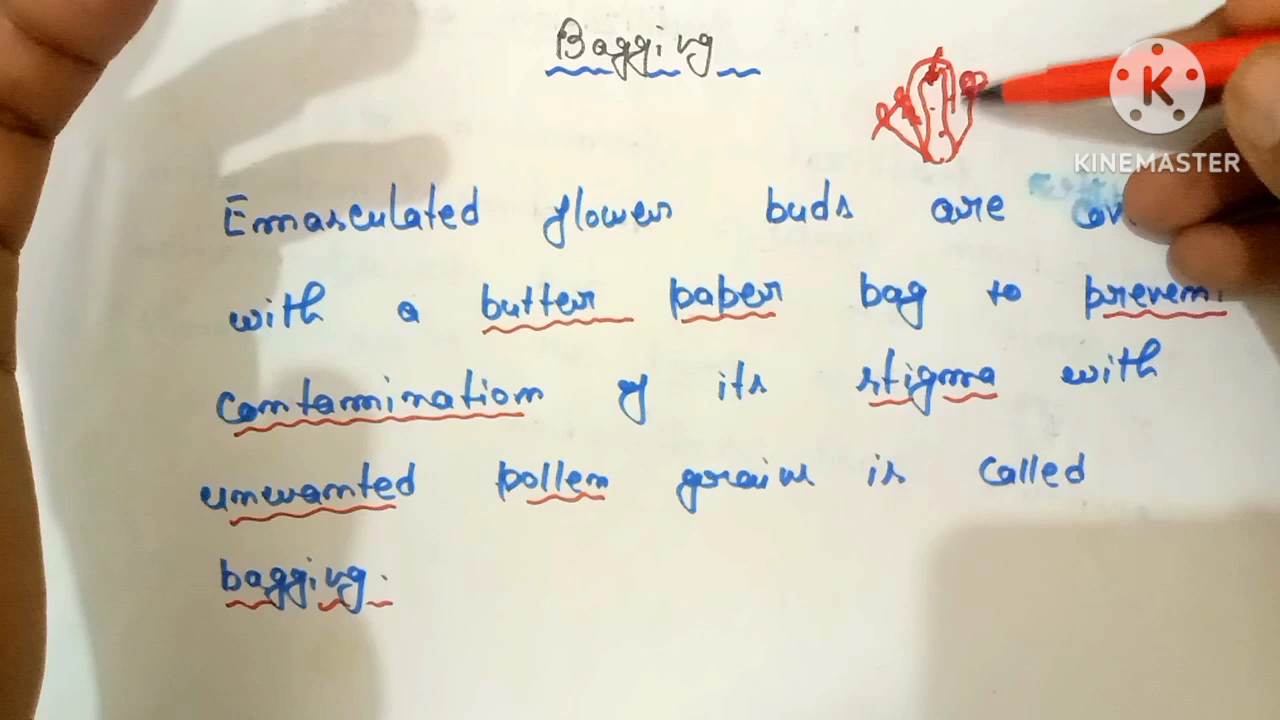 Bagging
KINEMASTER
Emasculated flower buds are
with a butter paper bag to
contamination of its stigma with
unwanted pollen grains is called
bagging.